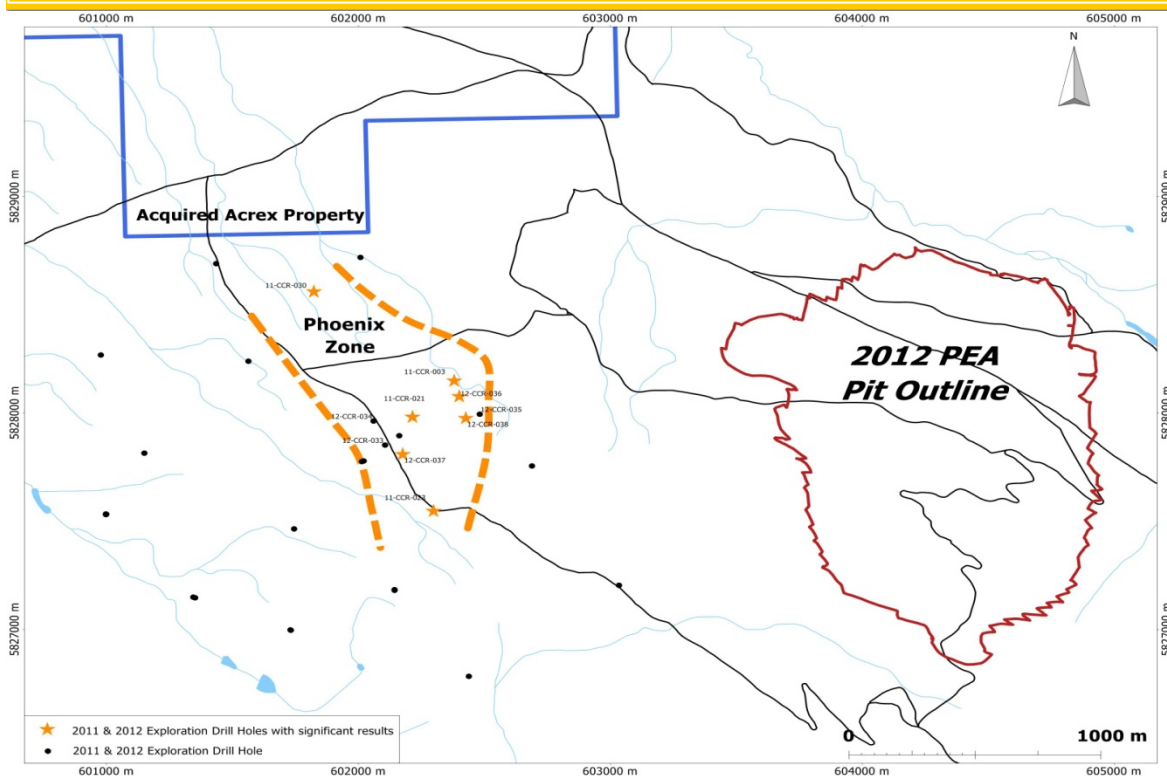 601000 m
602000 m
603000 m
604000 m
605000 m
N
5829000 m
5829000 m
Acquired Acrex Property
11-CCR-030
Phoenix
Zone
2012 PEA
Pit Outline
11-CCR-003
12-CCR-036
11-CCR-021
12-CCR-035
12-CCR-034
12-CCR-038
5828000 m
5828000 m
12-CCR-033
12-CCR-037
11-CCR-023
5827000 m
5827000 m
2011 & 2012 Exploration Drill Holes with significant results
2011 & 2012 Exploration Drill Hole
0
1000 m
601000 m
602000 m
603000 m
604000 m
605000 m